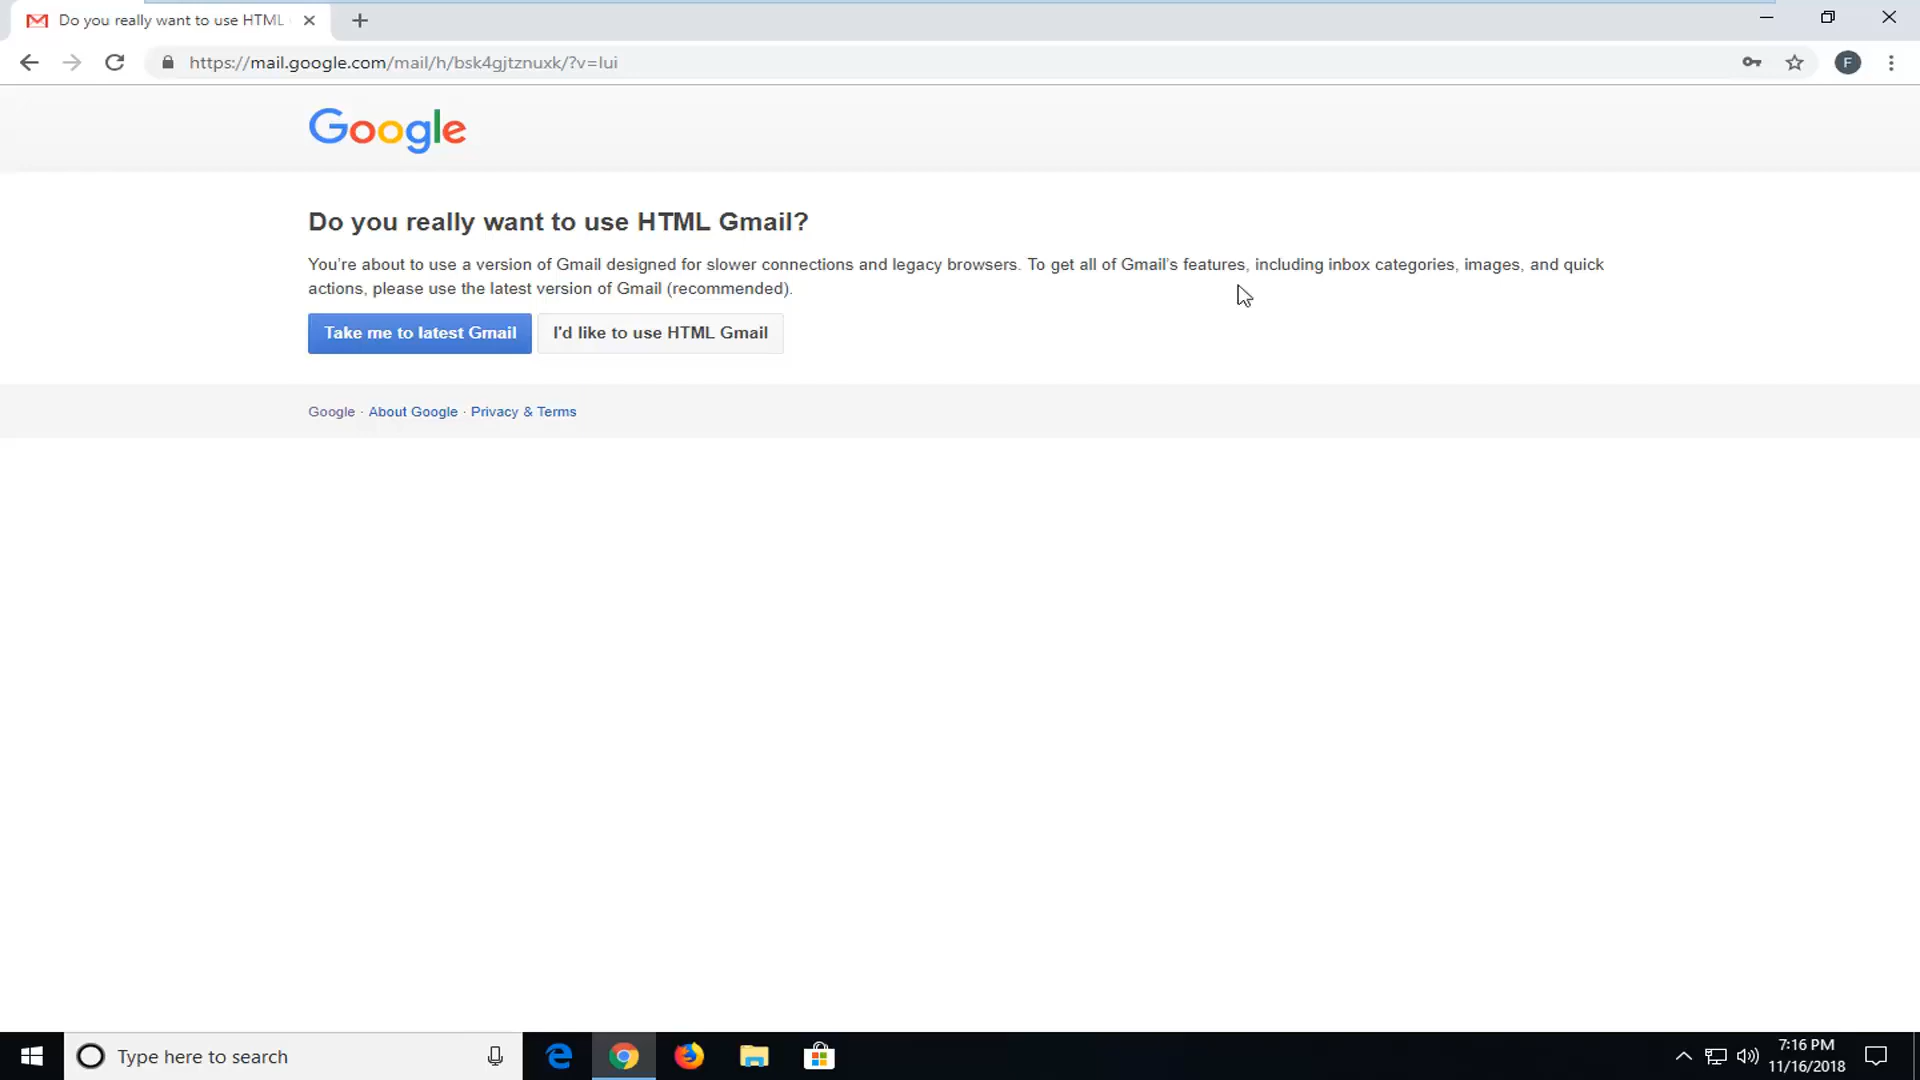 Do you really want to use HTML
https://mail.google.com/mail/h/bsk4gjtznuxk/?v=lui
F
Google
Do you really want to use HTML Gmail?
You're about to use a version of Gmail designed for slower connections and legacy browsers. To get all of Gmail's features, including inbox categories, images, and quick
actions, please use the latest version of Gmail (recommended).
Take me to latest Gmail I'd like to use HTML Gmail
Google · About Google · Privacy & Terms
Type here to search
7:16 PM
11/16/2018